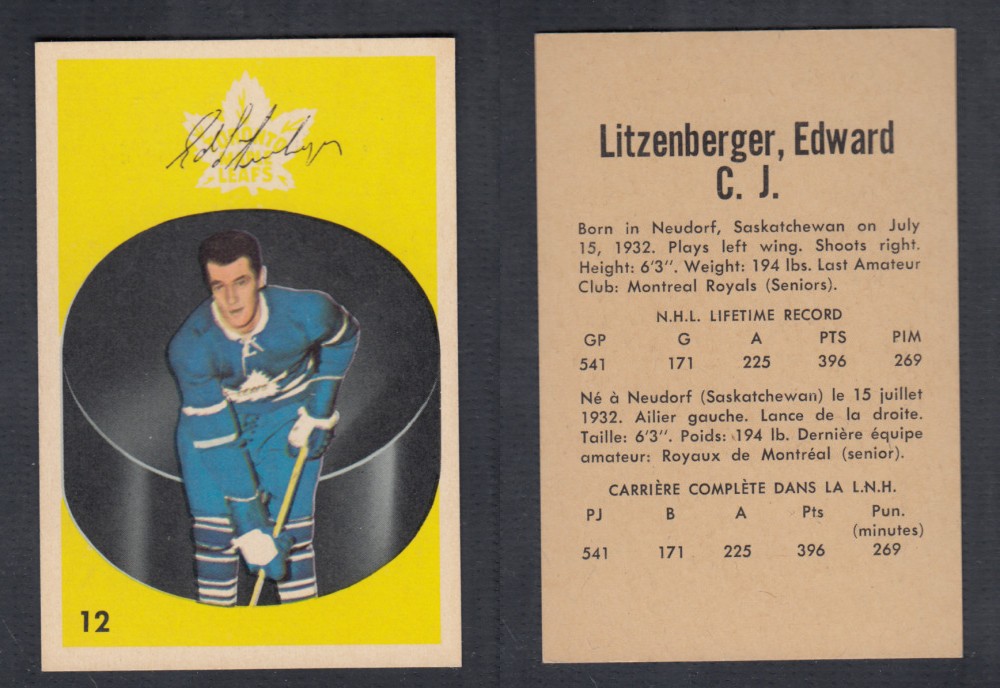 Ed Litzenberger
TORONTO
MAPLE
LEAFS
12
Litzenberger, Edward
C. J.
Born in Neudorf, Saskatchewan on July
15, 1932. Plays left wing. Shoots right.
Height: 6'3". Weight: 194 lbs. Last Amateur
Club: Montreal Royals (Seniors).
N.H.L. LIFETIME RECORD
GP G A PTS PIM
541 171 225 396 269
Né à Neudorf (Saskatchewan) le 15 juillet
1932. Ailier gauche. Lance de la droite.
Taille: 6'3". Poids: 194 lb. Dernière équipe
amateur: Royaux de Montréal (senior).
CARRIÈRE COMPLÈTE DANS LA L.N.H.
PJ B A Pts Pun.
(minutes)
541 171 225 396 269